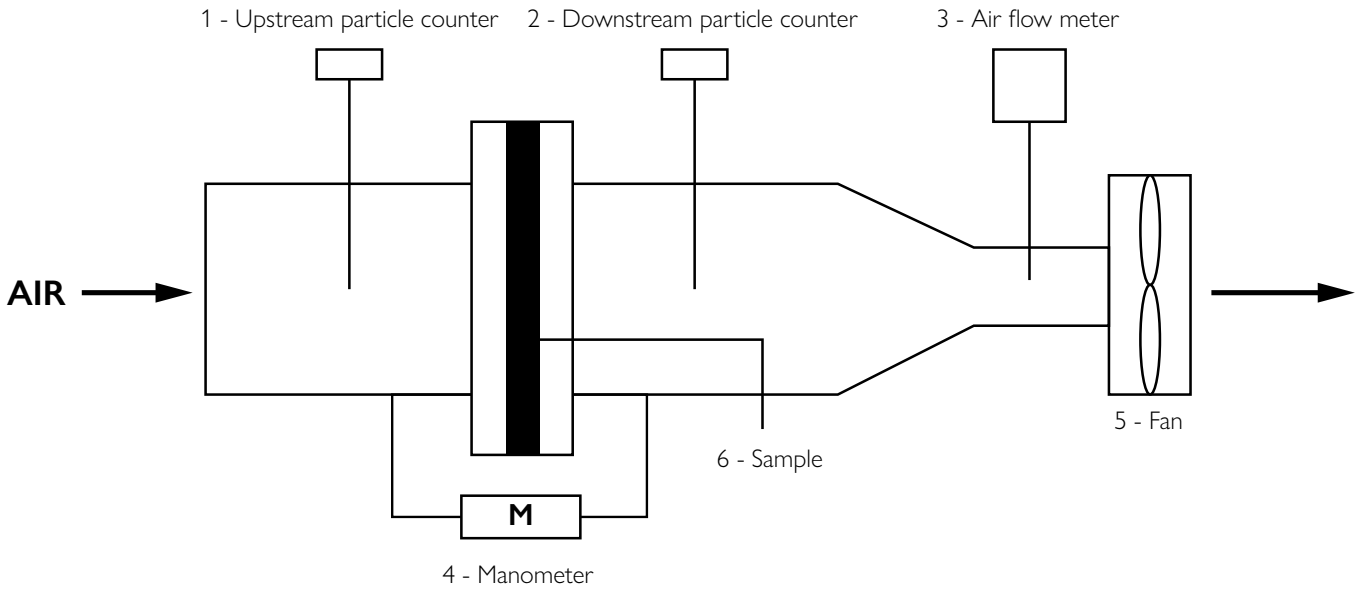 1 - Upstream particle counter
2 - Downstream particle counter
3 - Air flow meter
AIR
5 - Fan
6 - Sample
M
4 - Manometer